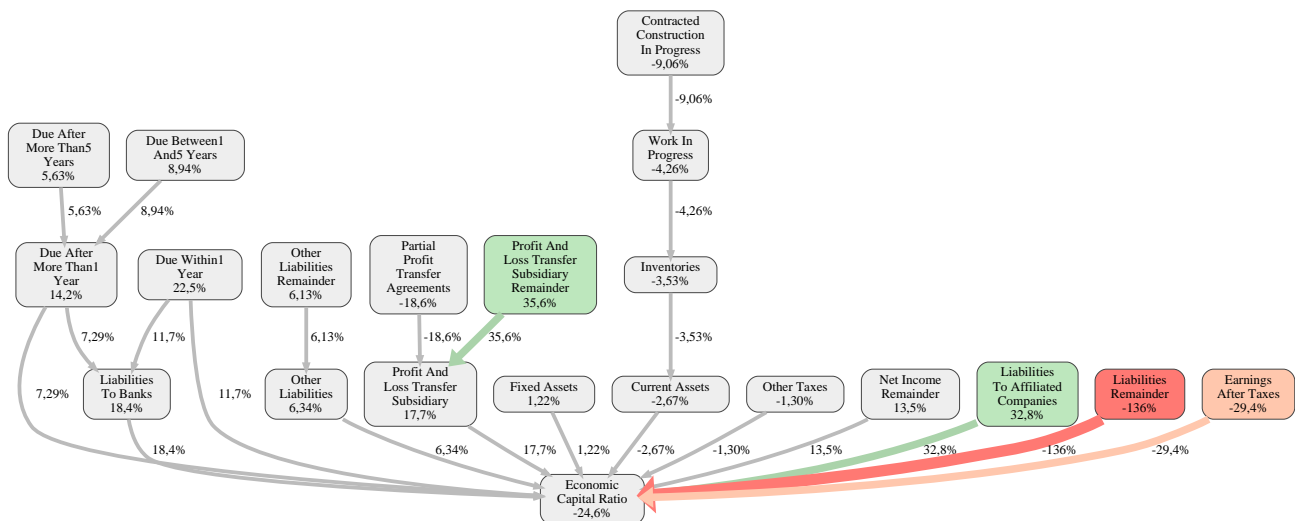 Contracted
Construction
In Progress
-9,06%
-9,06%
Due After
More Than5
Years
5,63%
Due Between1
And5 Years
8,94%
Work In
Progress
-4,26%
5,63%
8,94%
-4,26%
Due After
More Than1
Year
14,2%
Due Within1
Year
22,5%
Other
Liabilities
Remainder
6,13%
Partial
Profit
Transfer
Agreements
-18,6%
Profit And
Loss Transfer
Subsidiary
Remainder
35,6%
Inventories
-3,53%
7,29%
11,7%
6,13%
-18,6%
35,6%
-3,53%
Liabilities
To Banks
18,4%
Other
Liabilities
6,34%
Profit And
Loss Transfer
Subsidiary
17,7%
Fixed Assets
1,22%
Current Assets
-2,67%
Other Taxes
-1,30%
Net Income
Remainder
13,5%
Liabilities
To Affiliated
Companies
32,8%
Liabilities
Remainder
-136%
Earnings
After Taxes
-29,4%
7,29%
11,7%
18,4%
6,34%
17,7%
1,22%
-2,67%
-1,30%
13,5%
32,8%
-136%
-29,4%
Economic
Capital Ratio
-24,6%